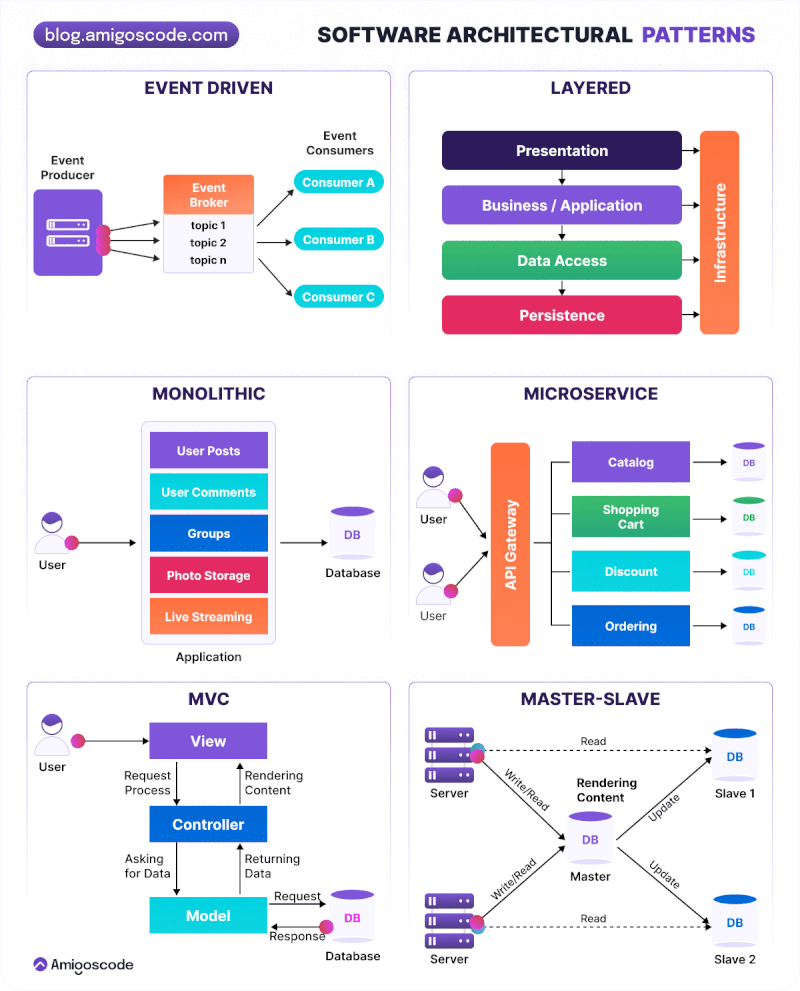 blog.amigoscode.com
SOFTWARE ARCHITECTURAL PATTERNS
EVENT DRIVEN
Event
Producer
Event
Broker
topic 1
topic 2
topic n
Event
Consumers
Consumer A
Consumer B
Consumer C
LAYERED
Presentation
Business / Application
Data Access
Persistence
Infrastructure
MONOLITHIC
User
User Posts
User Comments
Groups
Photo Storage
Live Streaming
Application
DB
Database
MICROSERVICE
User
User
API Gateway
Catalog
DB
Shopping
Cart
DB
Discount
DB
Ordering
DB
MVC
User
View
Request
Process
Rendering
Content
Controller
Asking
for Data
Returning
Data
Model
Request
Response
DB
Database
MASTER-SLAVE
Server
Read
Write/Read
Rendering
Content
DB
Master
Update
DB
Slave 1
Server
Write/Read
Read
Update
DB
Slave 2
Amigoscode